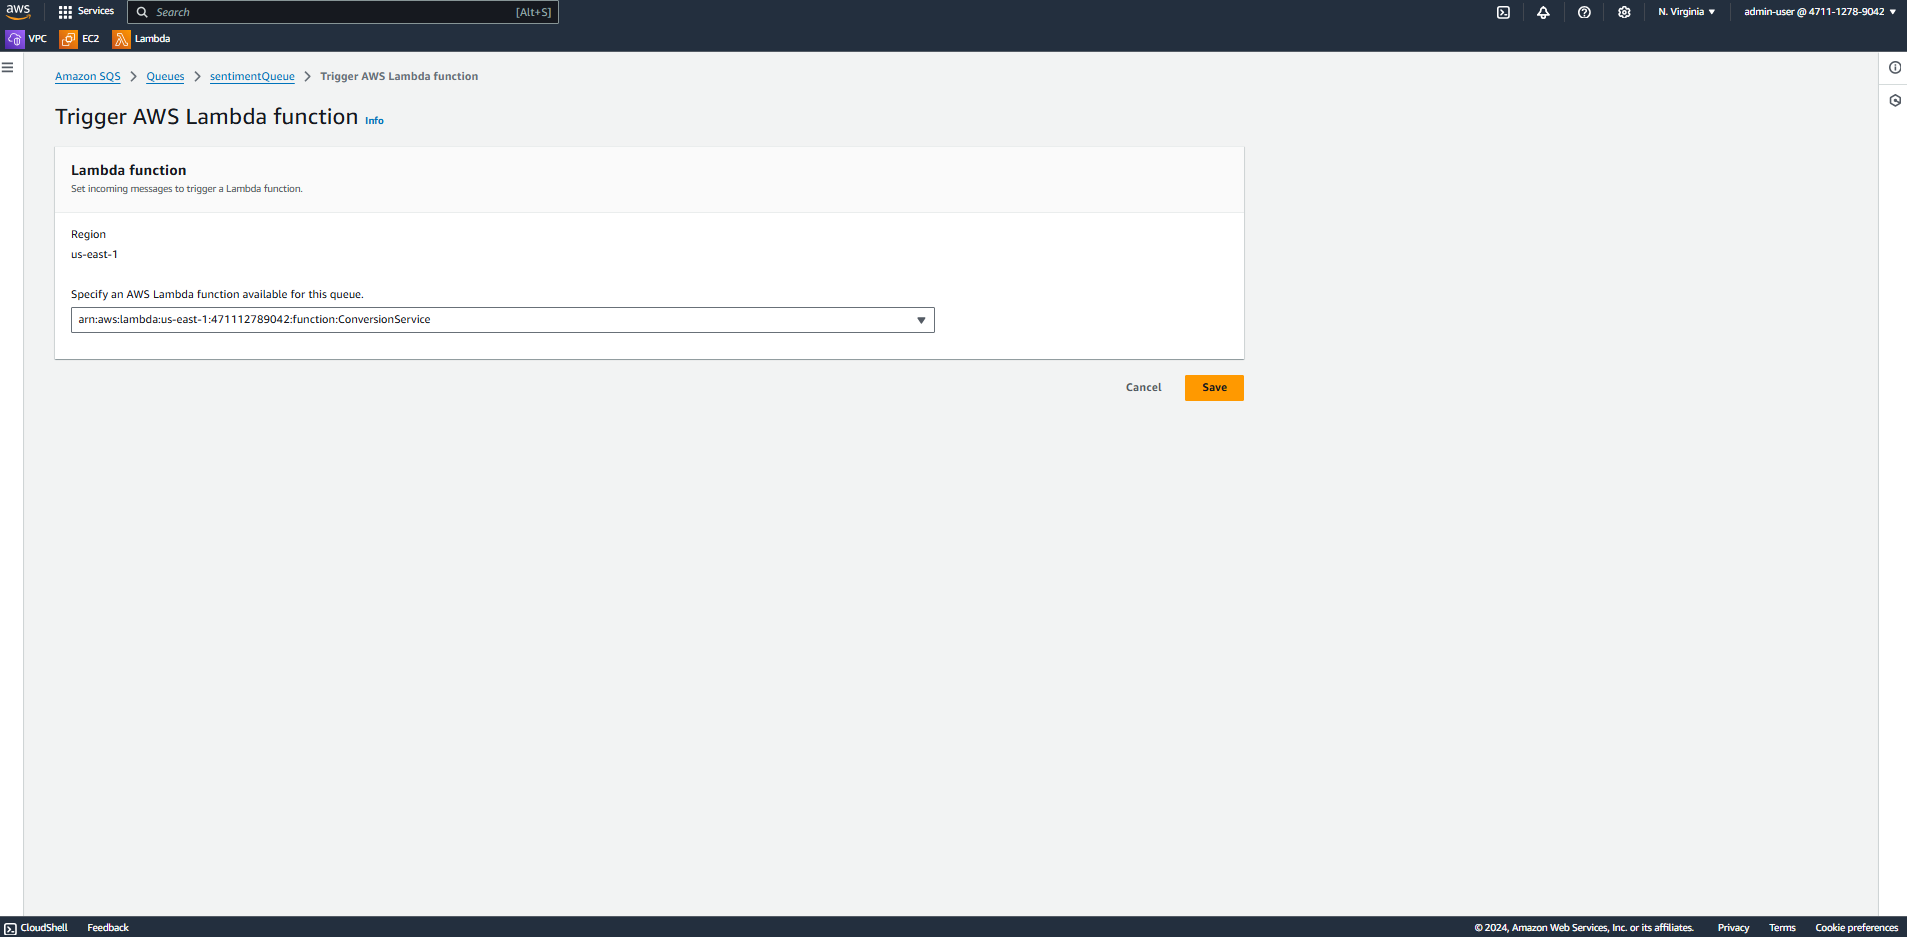 aws
Services
Search
[Alt+S]
N. Virginia
admin-user @ 4711-1278-9042
VPC
EC2
Lambda
Amazon SQS
Queues
sentimentQueue
Trigger AWS Lambda function
Trigger AWS Lambda function Info
Lambda function
Set incoming messages to trigger a Lambda function.
Region
us-east-1
Specify an AWS Lambda function available for this queue.
arn:aws:lambda:us-east-1:471112789042:function:ConversionService
Cancel
Save
CloudShell
Feedback
© 2024, Amazon Web Services, Inc. or its affiliates.
Privacy
Terms
Cookie preferences